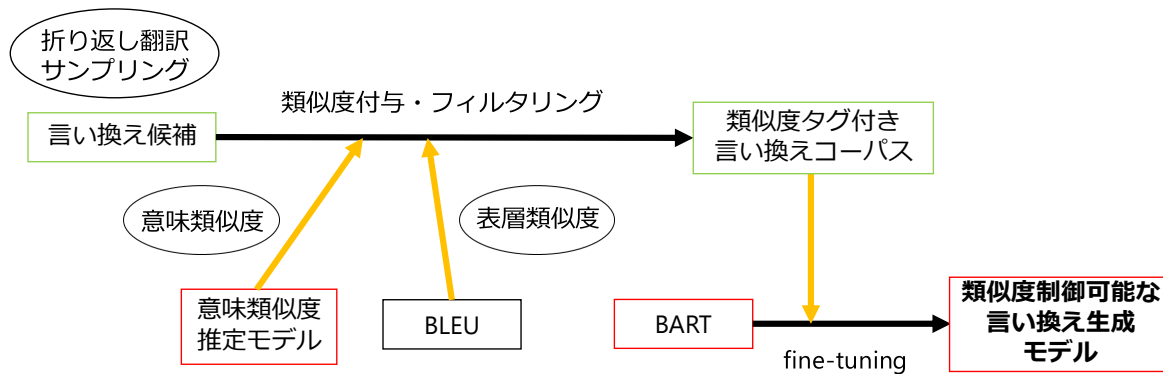 折り返し翻訳
サンプリング
類似度付与・フィルタリング
言い換え候補
類似度タグ付き
言い換えコーパス
意味類似度
表層類似度
意味類似度
推定モデル
BLEU
BART
fine-tuning
類似度制御可能な
言い換え生成
モデル